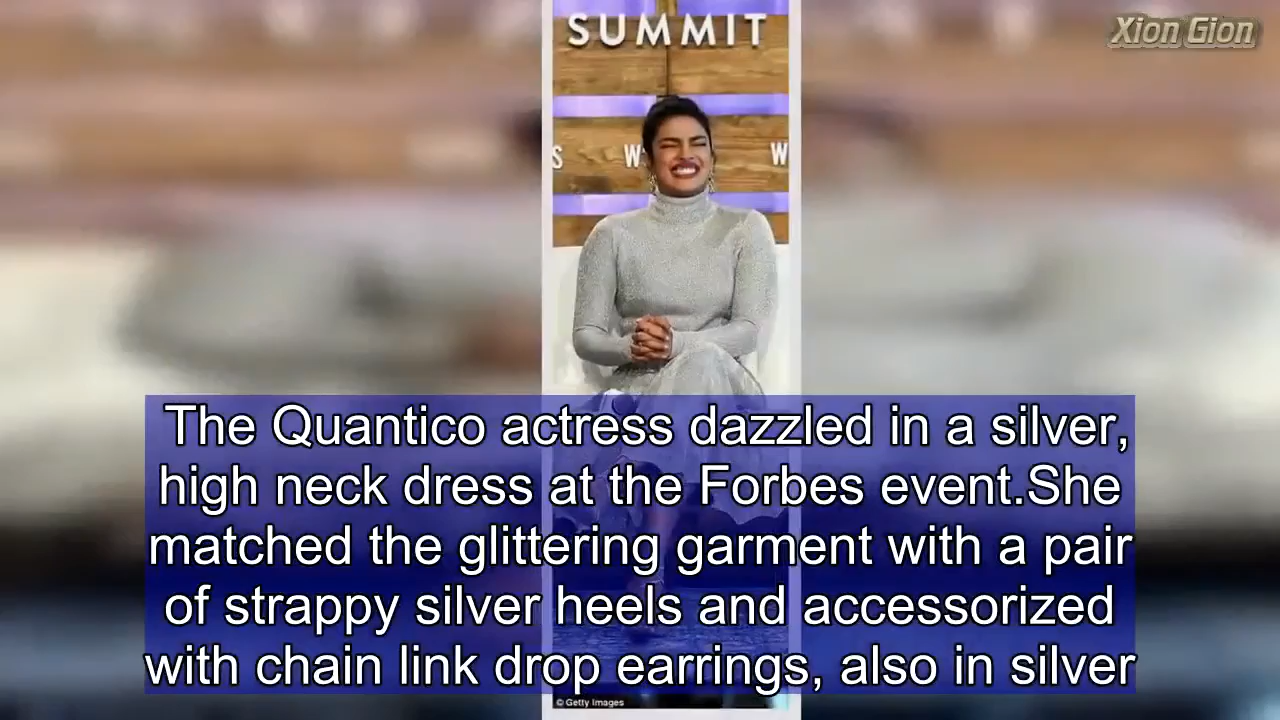 SUMMIT
Xion Gion
S W W
The Quantico actress dazzled in a silver,
high neck dress at the Forbes event.She
matched the glittering garment with a pair
of strappy silver heels and accessorized
with chain link drop earrings, also in silver
© Getty Images